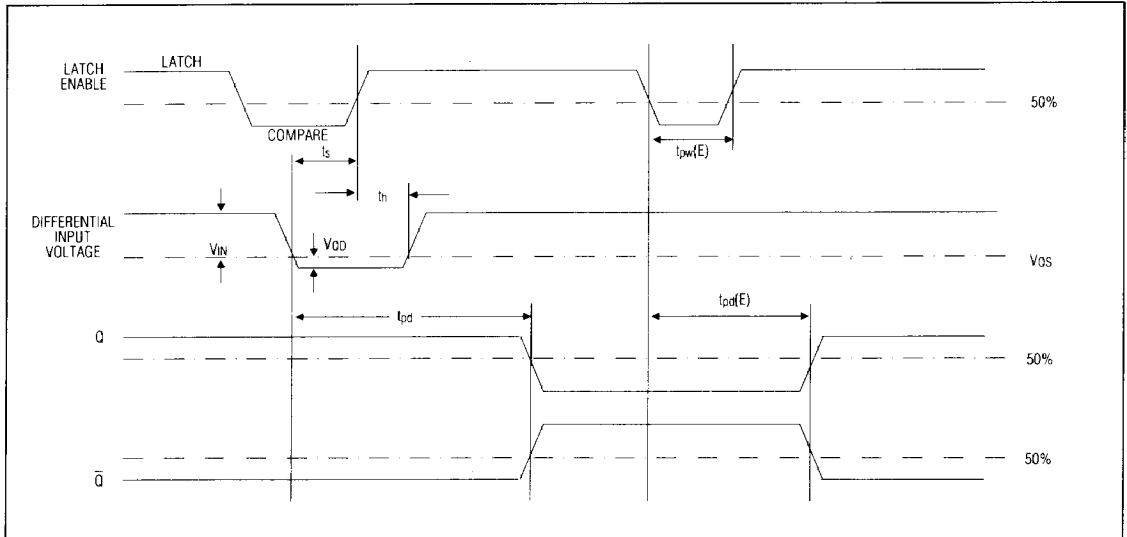 LATCH
ENABLE
LATCH
50%
COMPARE
ts
tpw(E)
th
DIFFERENTIAL
INPUT
VOLTAGE
VIN
VOD
VOS
tpd
tpd(E)
Q
50%
50%
Q̅